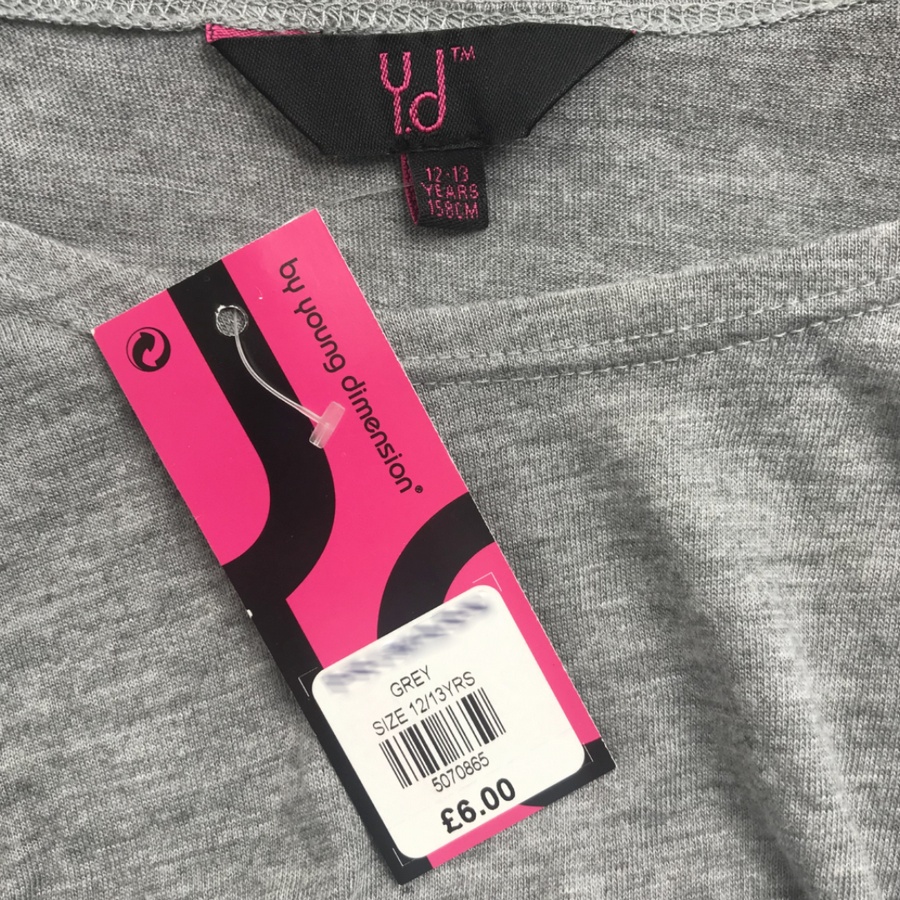 Y.d™
12-13
YEARS
158CM
by young dimension®
GREY
SIZE 12/13YRS
5070865
£6.00